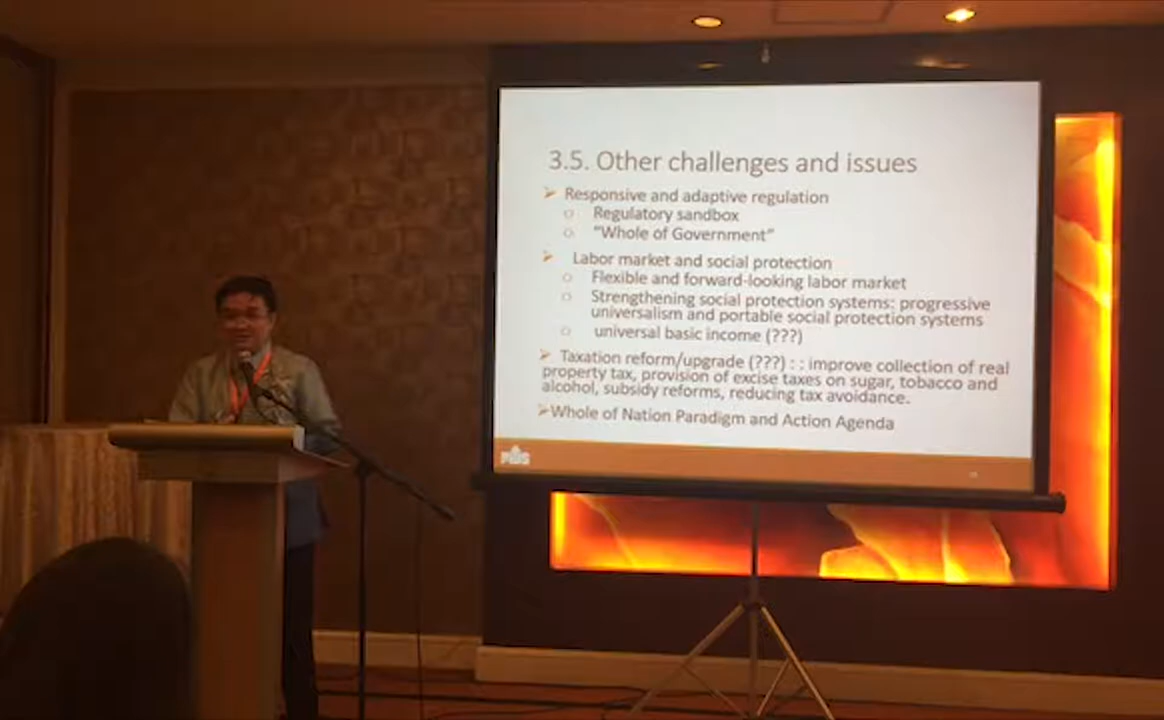 3.5. Other challenges and issues
➢ Responsive and adaptive regulation
o Regulatory sandbox
o "Whole of Government"
➢ Labor market and social protection
o Flexible and forward-looking labor market
o Strengthening social protection systems: progressive
universalism and portable social protection systems
o universal basic income (???)
➢ Taxation reform/upgrade (???) : : improve collection of real
property tax, provision of excise taxes on sugar, tobacco and
alcohol, subsidy reforms, reducing tax avoidance.
➢Whole of Nation Paradigm and Action Agenda